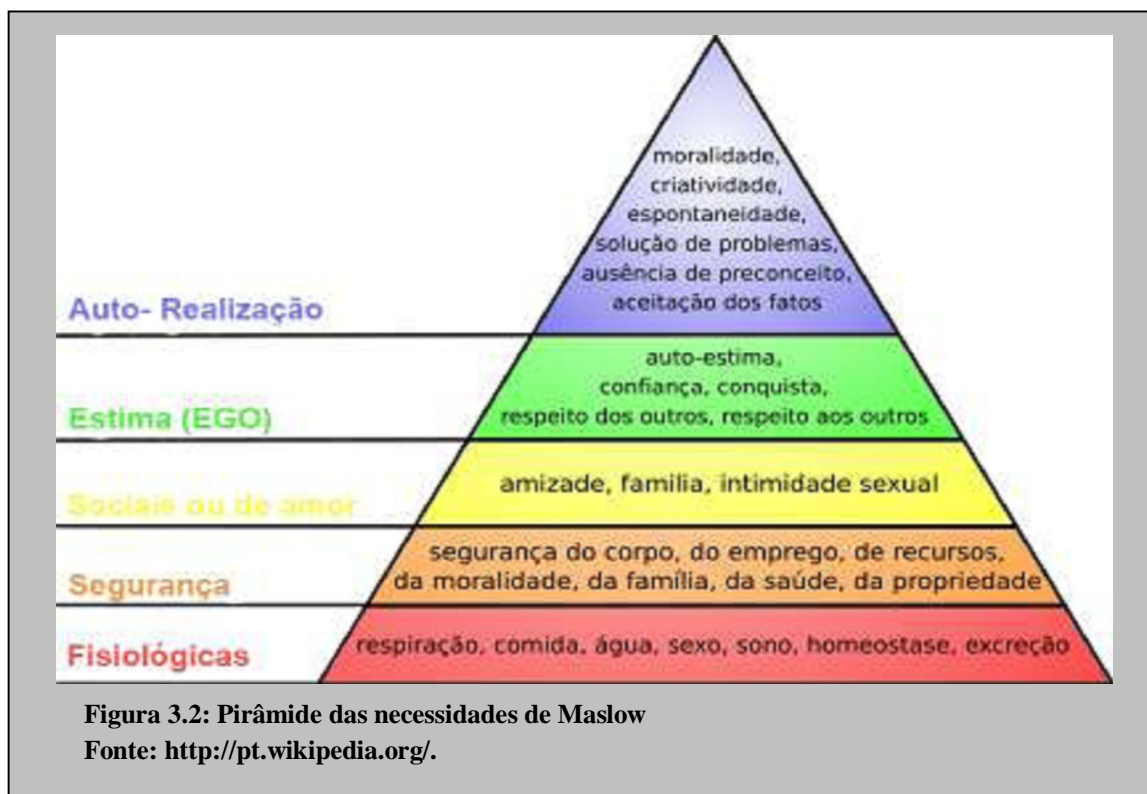 moralidade,
criatividade,
espontaneidade,
solução de problemas,
ausência de preconceito,
aceitação dos fatos
Auto- Realização
auto-estima,
confiança, conquista,
respeito dos outros, respeito aos outros
Estima (EGO)
amizade, família, intimidade sexual
Sociais ou de amor
segurança do corpo, do emprego, de recursos,
da moralidade, da família, da saúde, da propriedade
Segurança
respiração, comida, água, sexo, sono, homeostase, excreção
Fisiológicas
Figura 3.2: Pirâmide das necessidades de Maslow
Fonte: http://pt.wikipedia.org/.